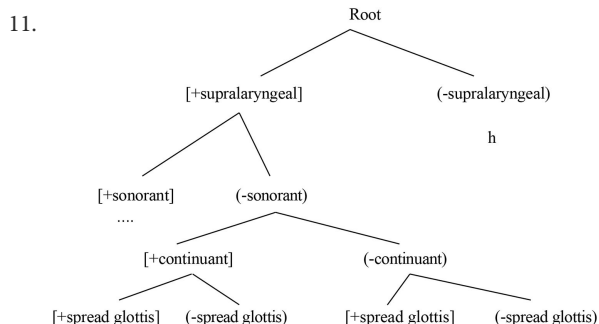 11.
Root
[+supralaryngeal] (-supralaryngeal)
h
[+sonorant] (-sonorant)
....
[+continuant] (-continuant)
[+spread glottis] (-spread glottis) [+spread glottis] (-spread glottis)